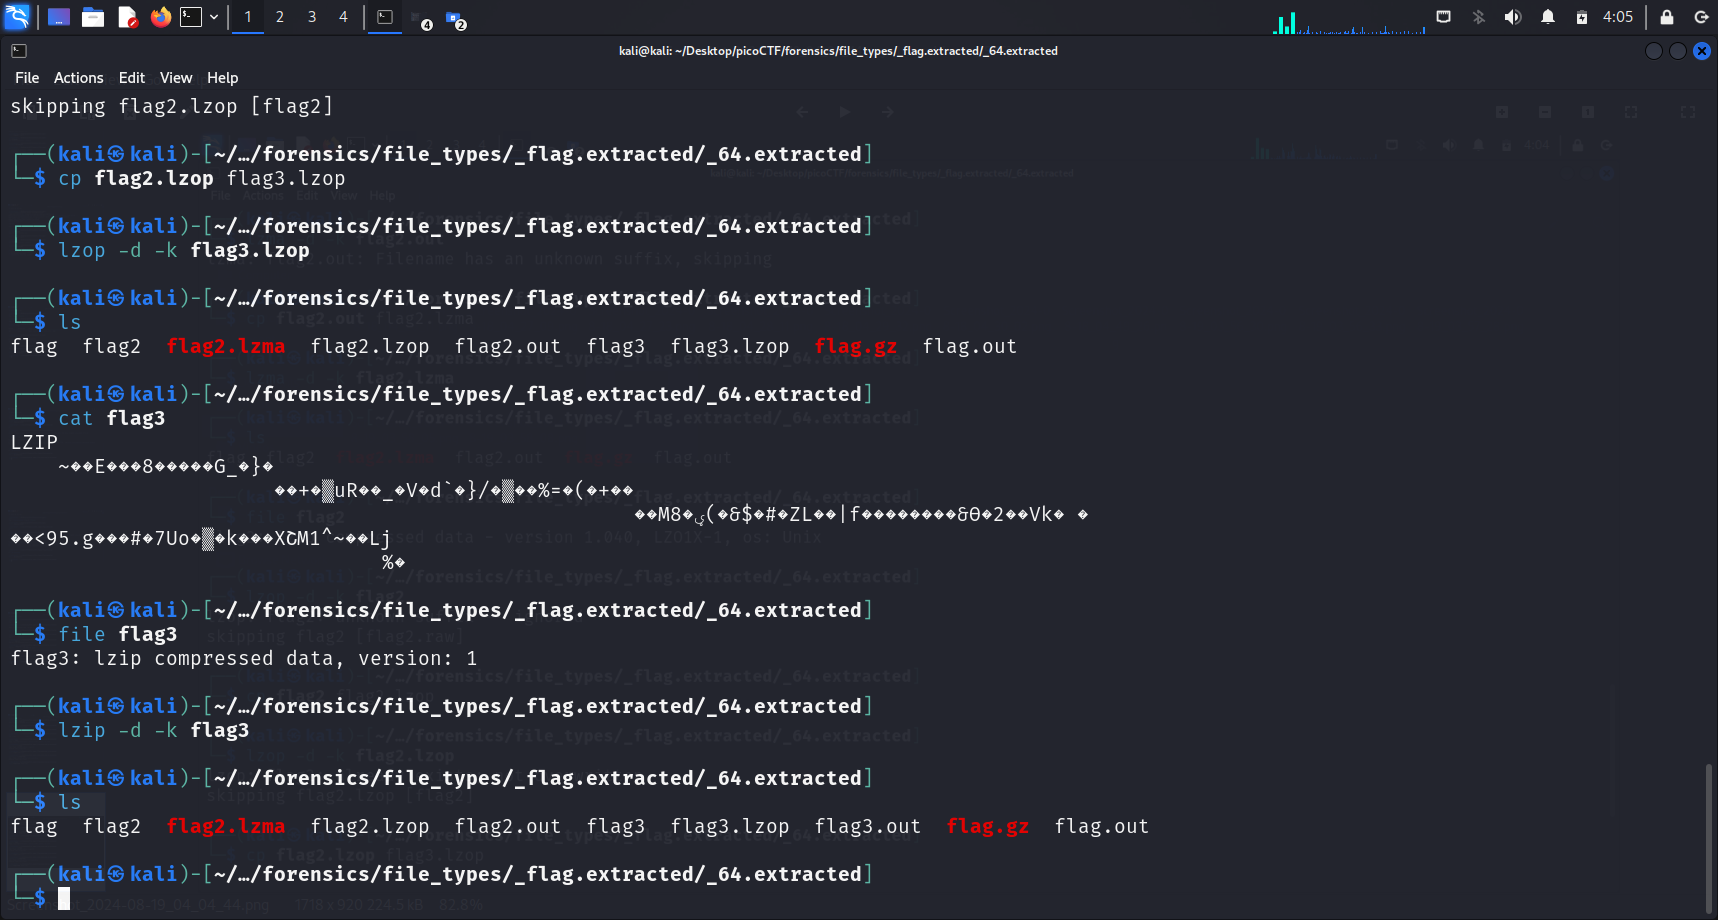 1 2 3 4 4 2 4:05
kali@kali: ~/Desktop/picoCTF/forensics/file_types/_flag.extracted/_64.extracted
File Actions Edit View Help
skipping flag2.lzop [flag2]
┌──(kali㉿kali)-[~/…/forensics/file_types/_flag.extracted/_64.extracted]
└─$ cp flag2.lzop flag3.lzop
┌──(kali㉿kali)-[~/…/forensics/file_types/_flag.extracted/_64.extracted]
└─$ lzop -d -k flag3.lzop
┌──(kali㉿kali)-[~/…/forensics/file_types/_flag.extracted/_64.extracted]
└─$ ls
flag flag2 flag2.lzma flag2.lzop flag2.out flag3 flag3.lzop flag.gz flag.out
┌──(kali㉿kali)-[~/…/forensics/file_types/_flag.extracted/_64.extracted]
└─$ cat flag3
LZIP
~��E���8�����G_�}�
��+�▒uR��_�V�d`�}/�▒��%=�(�+��
��M8�(�&$�#�ZL��|f��������&Θ�2��Vk� �
��<95.g���#�7Uo�▒�k���XҴM1^~��Lj
%�
┌──(kali㉿kali)-[~/…/forensics/file_types/_flag.extracted/_64.extracted]
└─$ file flag3
flag3: lzip compressed data, version: 1
┌──(kali㉿kali)-[~/…/forensics/file_types/_flag.extracted/_64.extracted]
└─$ lzip -d -k flag3
┌──(kali㉿kali)-[~/…/forensics/file_types/_flag.extracted/_64.extracted]
└─$ ls
flag flag2 flag2.lzma flag2.lzop flag2.out flag3 flag3.lzop flag3.out flag.gz flag.out
┌──(kali㉿kali)-[~/…/forensics/file_types/_flag.extracted/_64.extracted]
└─$